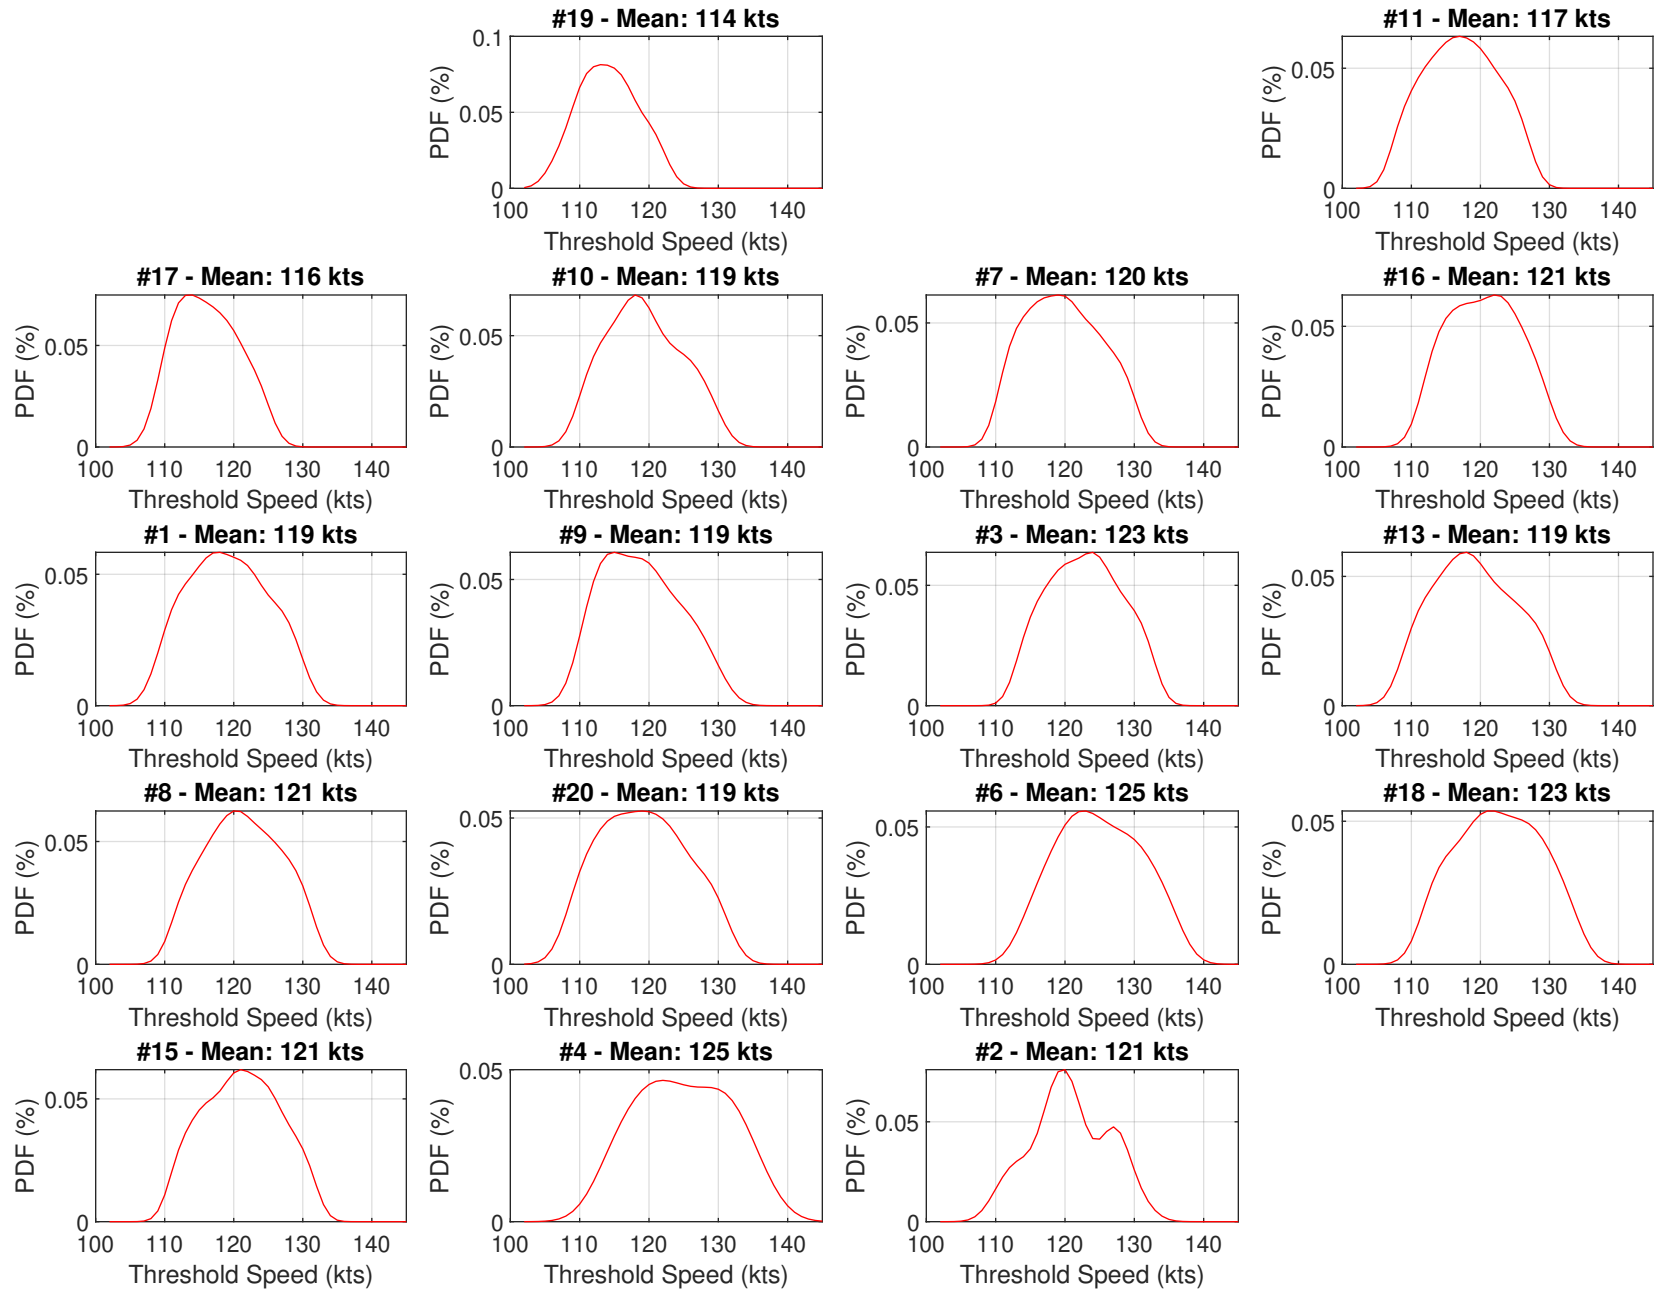 #19 - Mean: 114 kts
PDF (%)
0.1
0.05
0
100 110 120 130 140
Threshold Speed (kts)
#11 - Mean: 117 kts
PDF (%)
0.05
0
100 110 120 130 140
Threshold Speed (kts)
#17 - Mean: 116 kts
PDF (%)
0.05
0
100 110 120 130 140
Threshold Speed (kts)
#10 - Mean: 119 kts
PDF (%)
0.05
0
100 110 120 130 140
Threshold Speed (kts)
#7 - Mean: 120 kts
PDF (%)
0.05
0
100 110 120 130 140
Threshold Speed (kts)
#16 - Mean: 121 kts
PDF (%)
0.05
0
100 110 120 130 140
Threshold Speed (kts)
#1 - Mean: 119 kts
PDF (%)
0.05
0
100 110 120 130 140
Threshold Speed (kts)
#9 - Mean: 119 kts
PDF (%)
0.05
0
100 110 120 130 140
Threshold Speed (kts)
#3 - Mean: 123 kts
PDF (%)
0.05
0
100 110 120 130 140
Threshold Speed (kts)
#13 - Mean: 119 kts
PDF (%)
0.05
0
100 110 120 130 140
Threshold Speed (kts)
#8 - Mean: 121 kts
PDF (%)
0.05
0
100 110 120 130 140
Threshold Speed (kts)
#20 - Mean: 119 kts
PDF (%)
0.05
0
100 110 120 130 140
Threshold Speed (kts)
#6 - Mean: 125 kts
PDF (%)
0.05
0
100 110 120 130 140
Threshold Speed (kts)
#18 - Mean: 123 kts
PDF (%)
0.05
0
100 110 120 130 140
Threshold Speed (kts)
#15 - Mean: 121 kts
PDF (%)
0.05
0
100 110 120 130 140
Threshold Speed (kts)
#4 - Mean: 125 kts
PDF (%)
0.05
0
100 110 120 130 140
Threshold Speed (kts)
#2 - Mean: 121 kts
PDF (%)
0.05
0
100 110 120 130 140
Threshold Speed (kts)